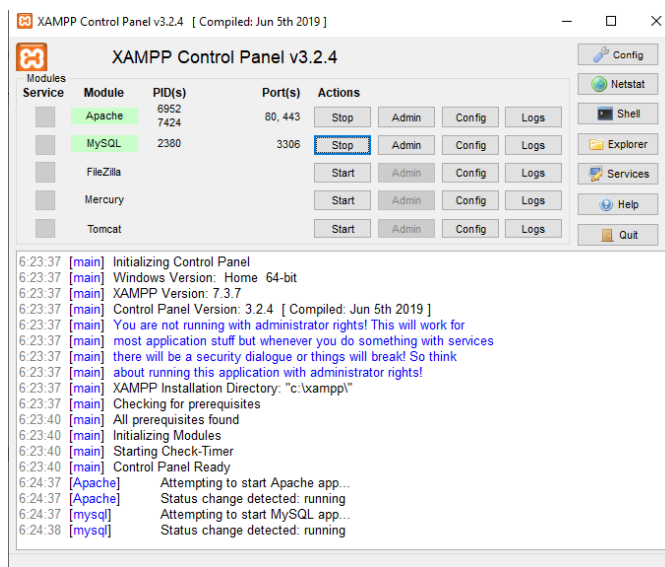 XAMPP Control Panel v3.2.4 [ Compiled: Jun 5th 2019 ]
XAMPP Control Panel v3.2.4
Config
Modules
Service Module PID(s) Port(s) Actions
Netstat
Apache 6952 7424 80, 443 Stop Admin Config Logs
Shell
MySQL 2380 3306 Stop Admin Config Logs
Explorer
FileZilla Start Admin Config Logs
Services
Mercury Start Admin Config Logs
Help
Tomcat Start Admin Config Logs
Quit
6:23:37 [main] Initializing Control Panel
6:23:37 [main] Windows Version: Home 64-bit
6:23:37 [main] XAMPP Version: 7.3.7
6:23:37 [main] Control Panel Version: 3.2.4 [ Compiled: Jun 5th 2019 ]
6:23:37 [main] You are not running with administrator rights! This will work for
6:23:37 [main] most application stuff but whenever you do something with services
6:23:37 [main] there will be a security dialogue or things will break! So think
6:23:37 [main] about running this application with administrator rights!
6:23:37 [main] XAMPP Installation Directory: "c:\xampp\"
6:23:37 [main] Checking for prerequisites
6:23:40 [main] All prerequisites found
6:23:40 [main] Initializing Modules
6:23:40 [main] Starting Check-Timer
6:23:40 [main] Control Panel Ready
6:24:37 [Apache] Attempting to start Apache app...
6:24:37 [Apache] Status change detected: running
6:24:37 [mysql] Attempting to start MySQL app...
6:24:38 [mysql] Status change detected: running